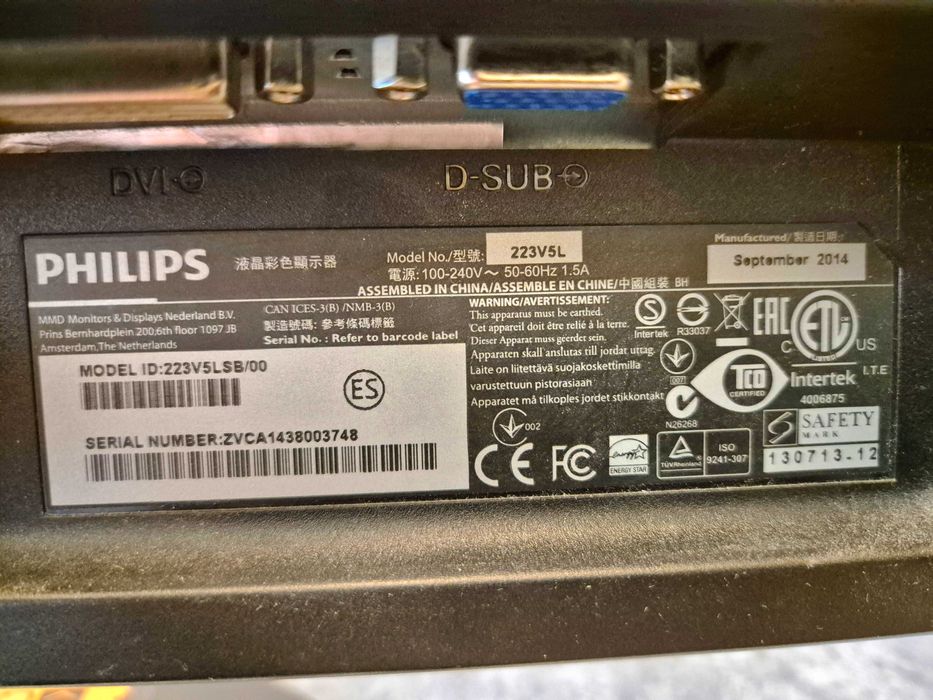 DVI
D-SUB
PHILIPS 液晶彩色顯示器
Model No./型號: 223V5L
電源: 100-240V～ 50-60Hz 1.5A
Manufactured/製造日期:
September 2014
ASSEMBLED IN CHINA/ASSEMBLE EN CHINE/中國組裝 BH
MMD Monitors & Displays Nederland B.V.
Prins Bernhardplein 200,6th floor 1097 JB
Amsterdam,The Netherlands
CAN ICES-3(B) /NMB-3(B)
製造號碼: 參考條碼標籤
Serial No. : Refer to barcode label
MODEL ID:223V5LSB/00
ES
SERIAL NUMBER:ZVCA1438003748
WARNING/AVERTISSEMENT:
This apparatus must be earthed.
Cet appareil doit être relié à la terre.
Dieser Apparat muss geerdet sein.
Apparaten skall anslutas till jordat uttag.
Laite on liitettävä suojakoskettimilla
varustettuun pistorasiaan
Apparatet må tilkoples jordet stikkontakt
002
S
Intertek
R33037
EAC
C ETL US
LISTED
Intertek I.T.E
4006875
007
TCO
CERTIFIED
N26268
SAFETY
MARK
130713-12
CE FC
energy
ENERGY STAR
TÜVRheinland
ISO
9241-307